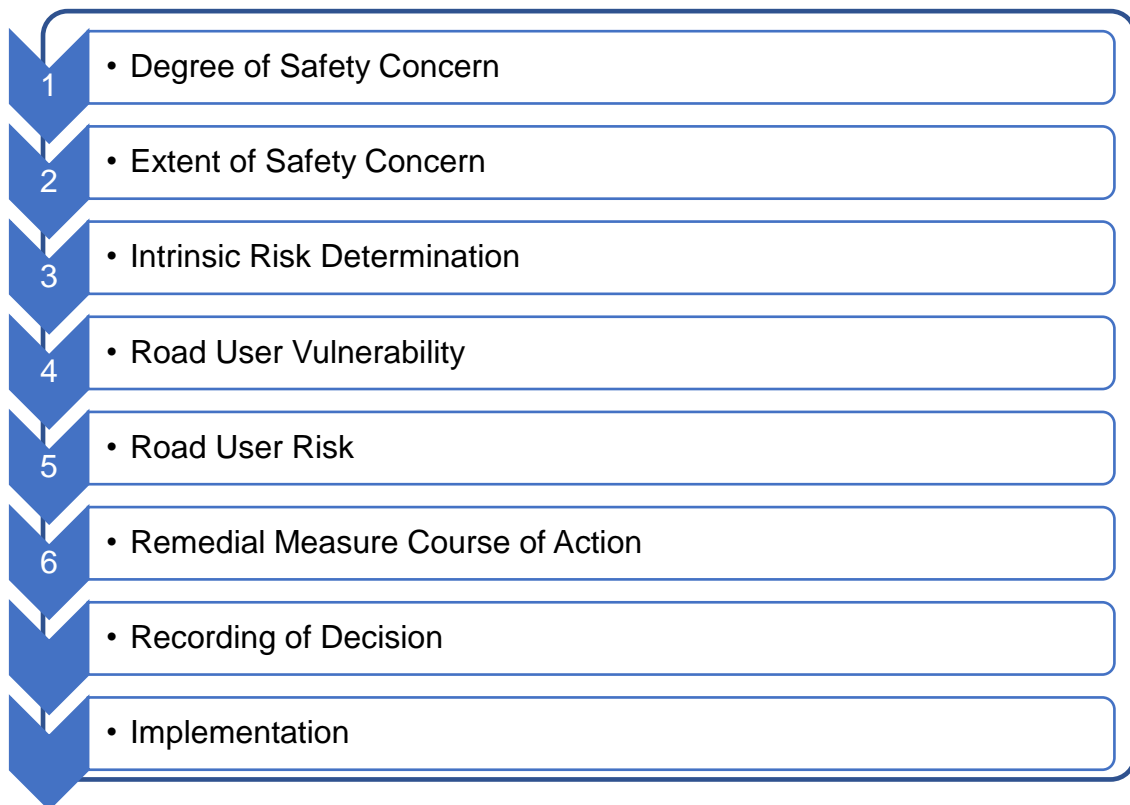 1
• Degree of Safety Concern
2
• Extent of Safety Concern
3
• Intrinsic Risk Determination
4
• Road User Vulnerability
5
• Road User Risk
6
• Remedial Measure Course of Action
• Recording of Decision
• Implementation